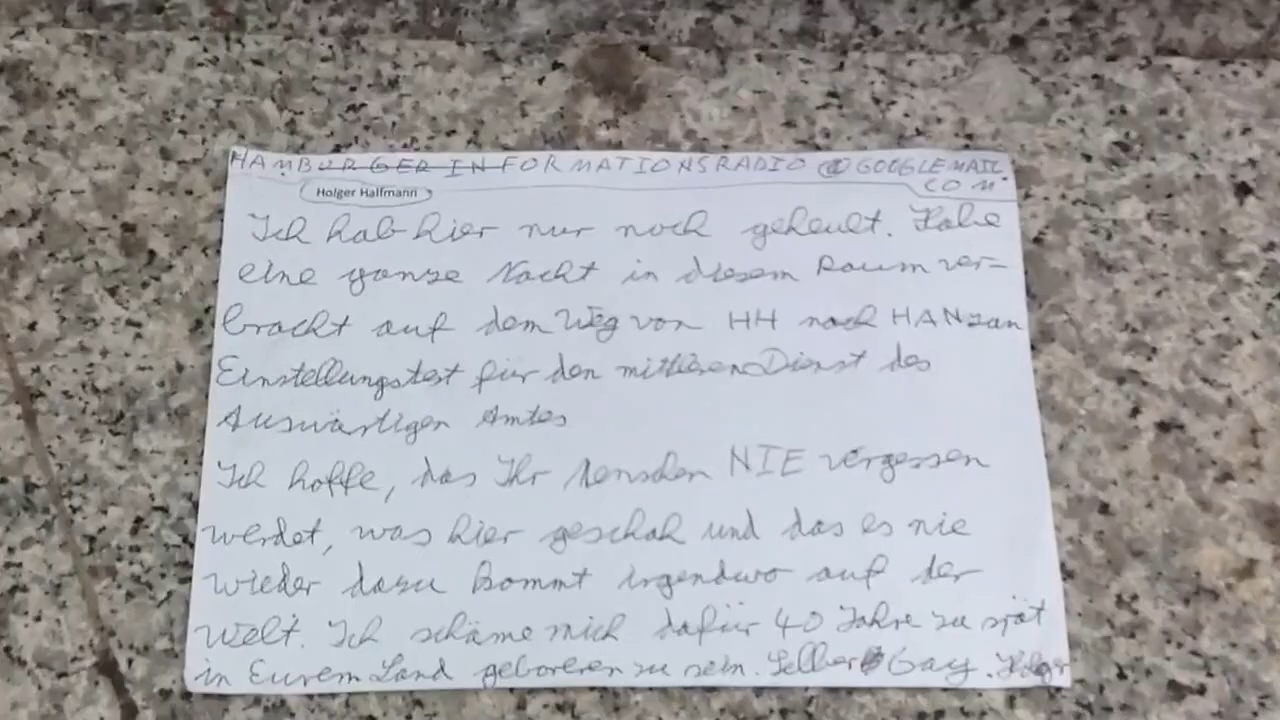 HAMBURGER INFORMATIONSRADIO @ GOOGLEMAIL.
COM
Holger Halfmann
Ich hab hier nur noch geheult. Habe
eine ganze Nacht in diesem Raum ver-
bracht auf dem Weg von HH nach HAN zum
Einstellungstest für den mittleren Dienst des
Auswärtigen Amtes
Ich hoffe, das Ihr Menschen NIE vergessen
werdet, was hier geschah und das es nie
wieder dazu kommt irgendwo auf der
Welt. Ich schäme mich dafür 40 Jahre zu spät
in Eurem Land geboren zu sein. Selber Gay. Holger